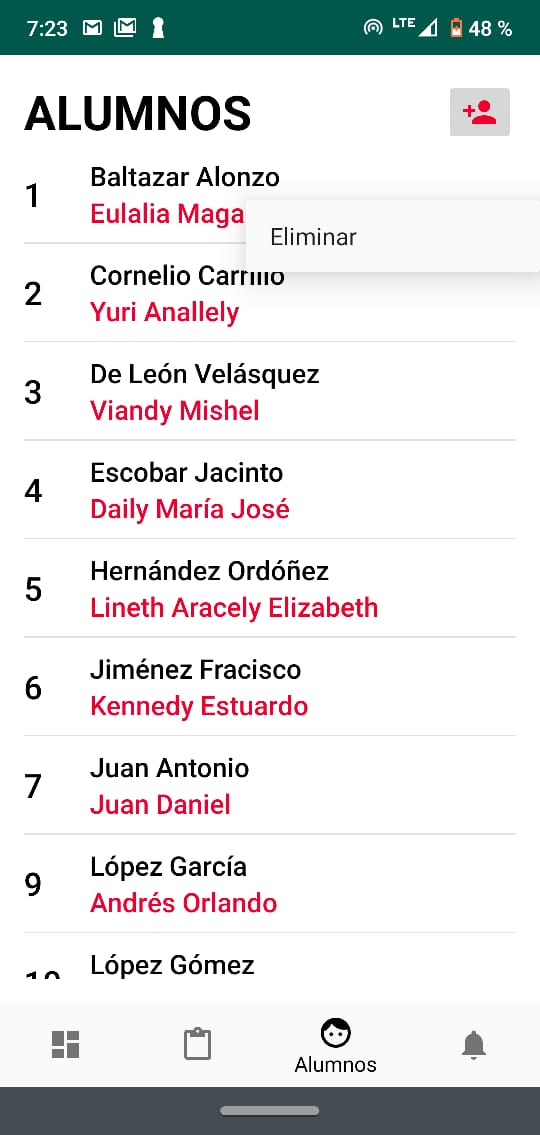 7:23 LTE 48 %
ALUMNOS
1
Baltazar Alonzo
Eulalia Maga
Eliminar
2
Cornelio Carrillo
Yuri Anallely
3
De León Velásquez
Viandy Mishel
4
Escobar Jacinto
Daily María José
5
Hernández Ordóñez
Lineth Aracely Elizabeth
6
Jiménez Fracisco
Kennedy Estuardo
7
Juan Antonio
Juan Daniel
9
López García
Andrés Orlando
10
López Gómez
Alumnos